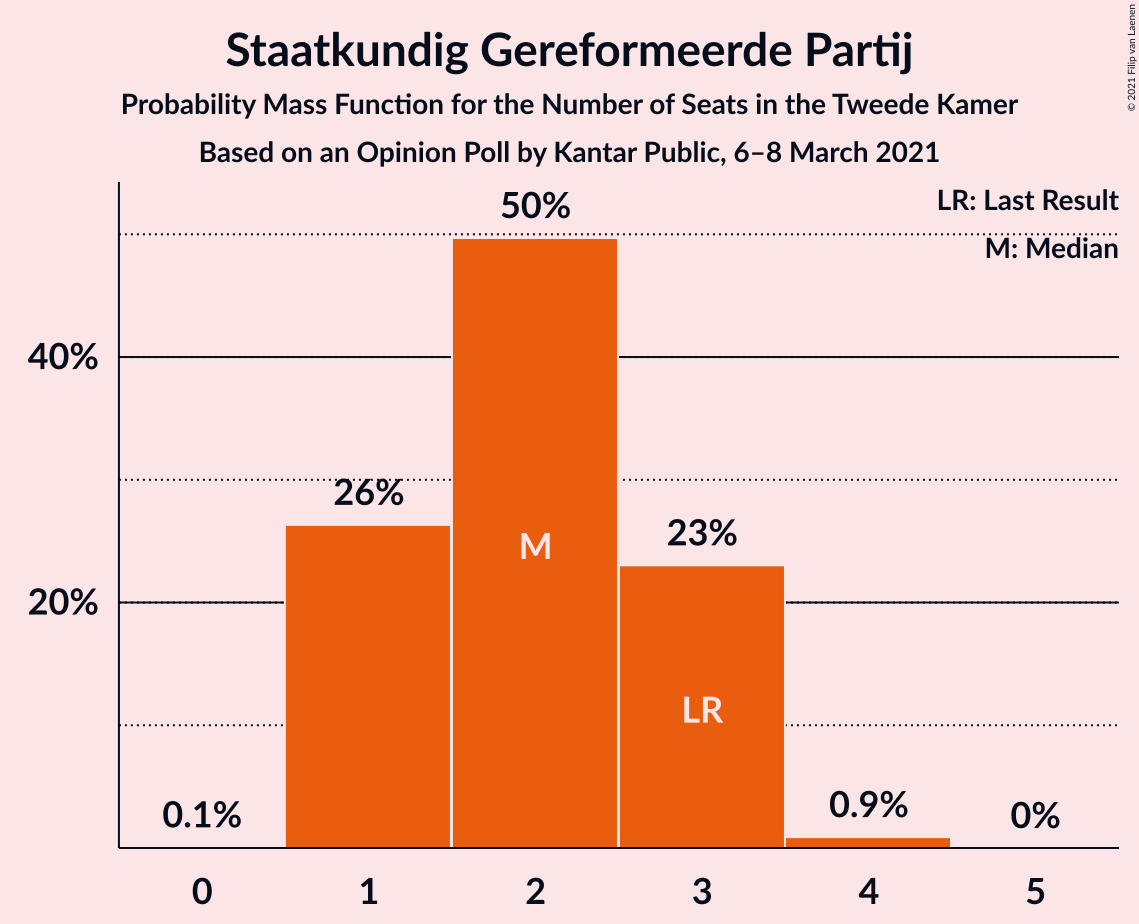 Staatkundig Gereformeerde Partij
Probability Mass Function for the Number of Seats in the Tweede Kamer
Based on an Opinion Poll by Kantar Public, 6–8 March 2021
© 2021 Filip van Laenen
LR: Last Result
M: Median
50%
40%
26%
M
23%
20%
LR
0.1%
0.9%
0%
0 1 2 3 4 5